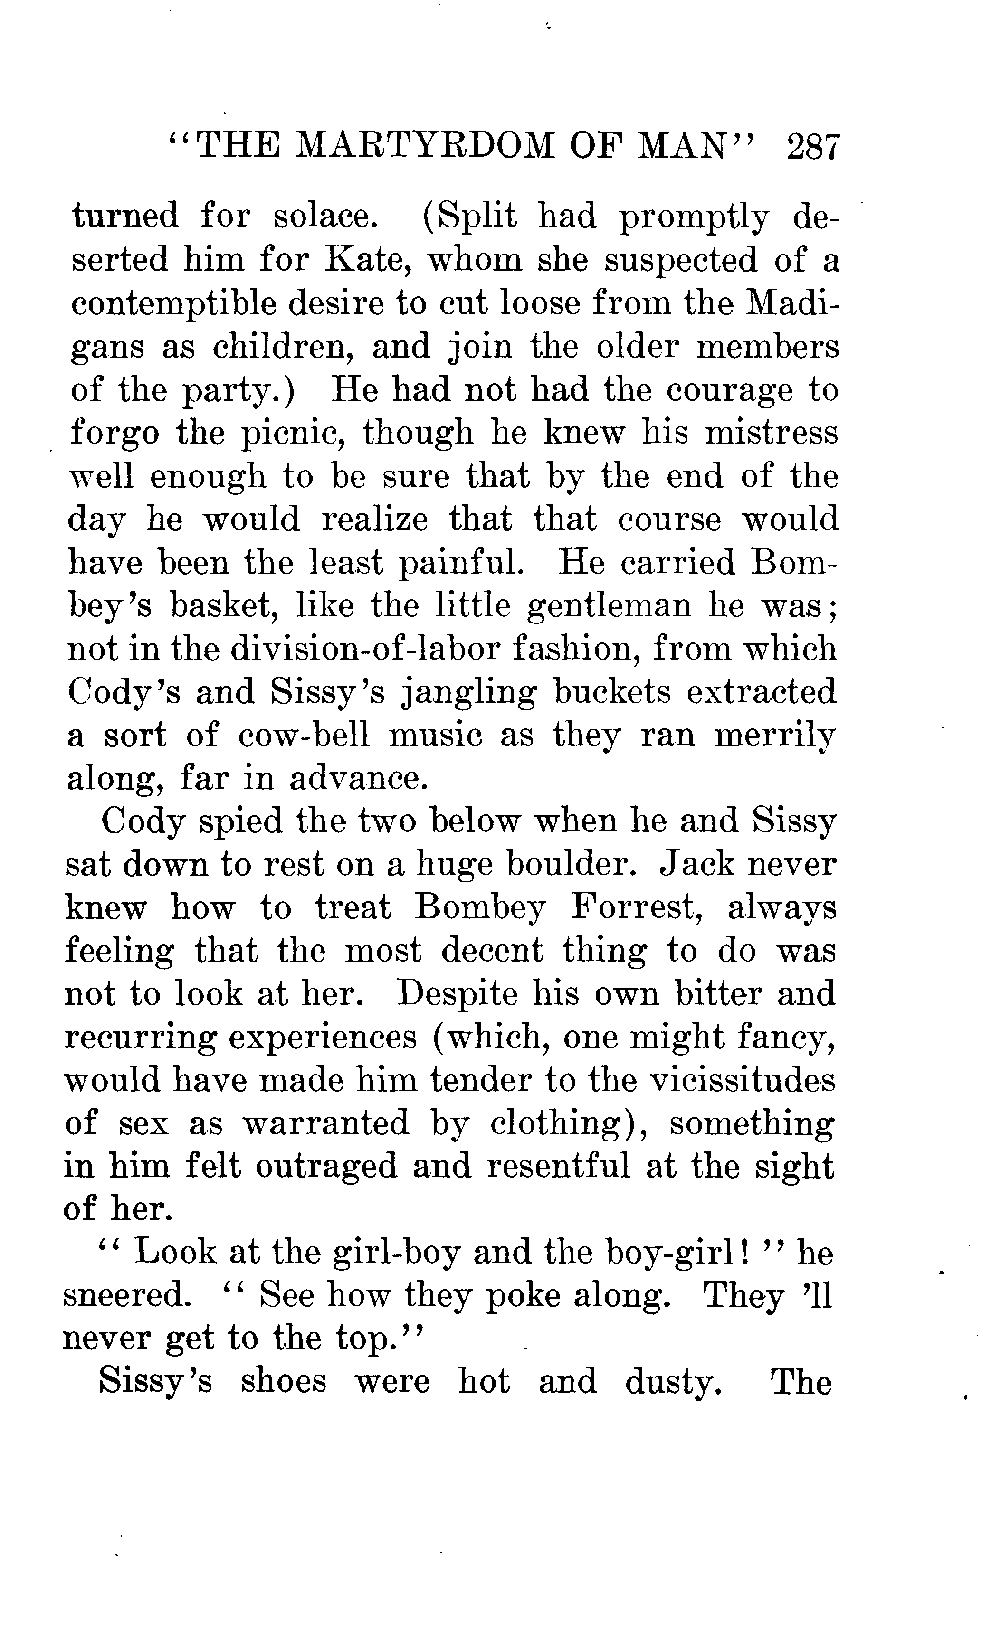 "THE MARTYRDOM OF MAN" 287
turned for solace. (Split had promptly de-
serted him for Kate, whom she suspected of a
contemptible desire to cut loose from the Madi-
gans as children, and join the older members
of the party.) He had not had the courage to
forgo the picnic, though he knew his mistress
well enough to be sure that by the end of the
day he would realize that that course would
have been the least painful. He carried Bom-
bey's basket, like the little gentleman he was;
not in the division-of-labor fashion, from which
Cody's and Sissy's jangling buckets extracted
a sort of cow-bell music as they ran merrily
along, far in advance.
Cody spied the two below when he and Sissy
sat down to rest on a huge boulder. Jack never
knew how to treat Bombey Forrest, always
feeling that the most decent thing to do was
not to look at her. Despite his own bitter and
recurring experiences (which, one might fancy,
would have made him tender to the vicissitudes
of sex as warranted by clothing), something
in him felt outraged and resentful at the sight
of her.
"Look at the girl-boy and the boy-girl!" he
sneered. "See how they poke along. They 'll
never get to the top."
Sissy's shoes were hot and dusty. The